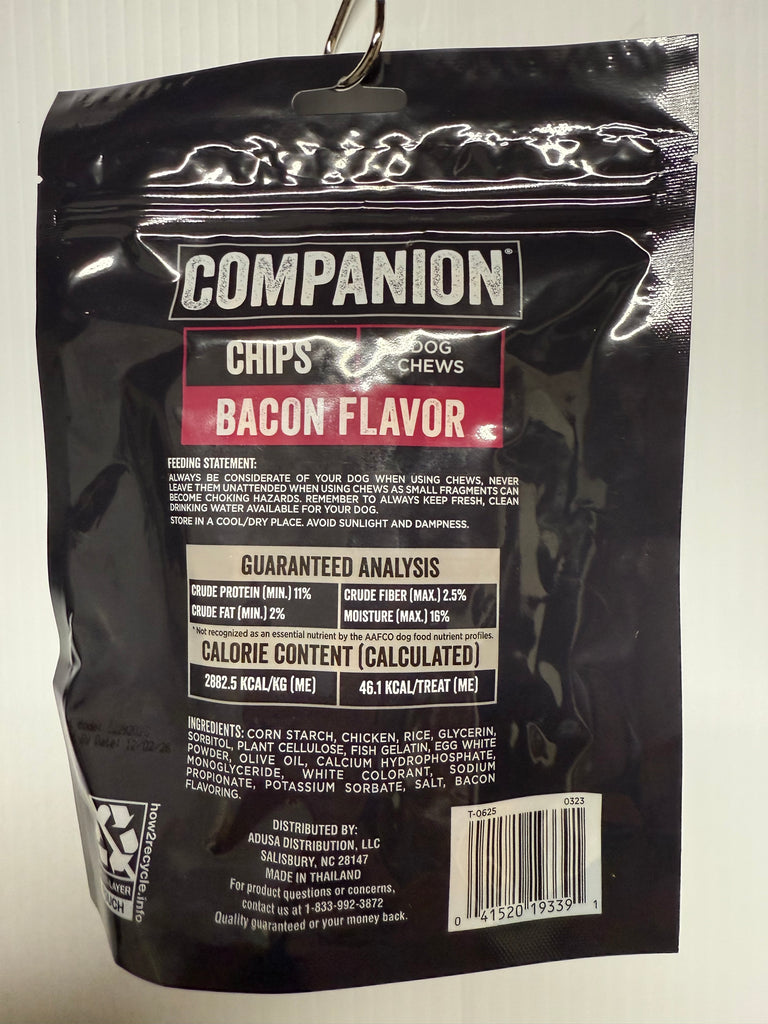 COMPANION®
CHIPS
DOG
CHEWS
BACON FLAVOR
FEEDING STATEMENT:
ALWAYS BE CONSIDERATE OF YOUR DOG WHEN USING CHEWS, NEVER
LEAVE THEM UNATTENDED WHEN USING CHEWS AS SMALL FRAGMENTS CAN
BECOME CHOKING HAZARDS. REMEMBER TO ALWAYS KEEP FRESH, CLEAN
DRINKING WATER AVAILABLE FOR YOUR DOG.
STORE IN A COOL/DRY PLACE. AVOID SUNLIGHT AND DAMPNESS.
GUARANTEED ANALYSIS
CRUDE PROTEIN (MIN.) 11% CRUDE FIBER (MAX.) 2.5%
CRUDE FAT (MIN.) 2% MOISTURE (MAX.) 16%
* Not recognized as an essential nutrient by the AAFCO dog food nutrient profiles.
CALORIE CONTENT (CALCULATED)
2882.5 KCAL/KG (ME) 46.1 KCAL/TREAT (ME)
INGREDIENTS: CORN STARCH, CHICKEN, RICE, GLYCERIN,
SORBITOL, PLANT CELLULOSE, FISH GELATIN, EGG WHITE
POWDER, OLIVE OIL, CALCIUM HYDROPHOSPHATE,
MONOGLYCERIDE, WHITE COLORANT, SODIUM
PROPIONATE, POTASSIUM SORBATE, SALT, BACON
FLAVORING.
Date: 12/02/26
how2recycle.info
LAYER
DISTRIBUTED BY:
ADUSA DISTRIBUTION, LLC
SALISBURY, NC 28147
MADE IN THAILAND
For product questions or concerns,
contact us at 1-833-992-3872
Quality guaranteed or your money back.
T-0625 0323
0 41520 19339 1